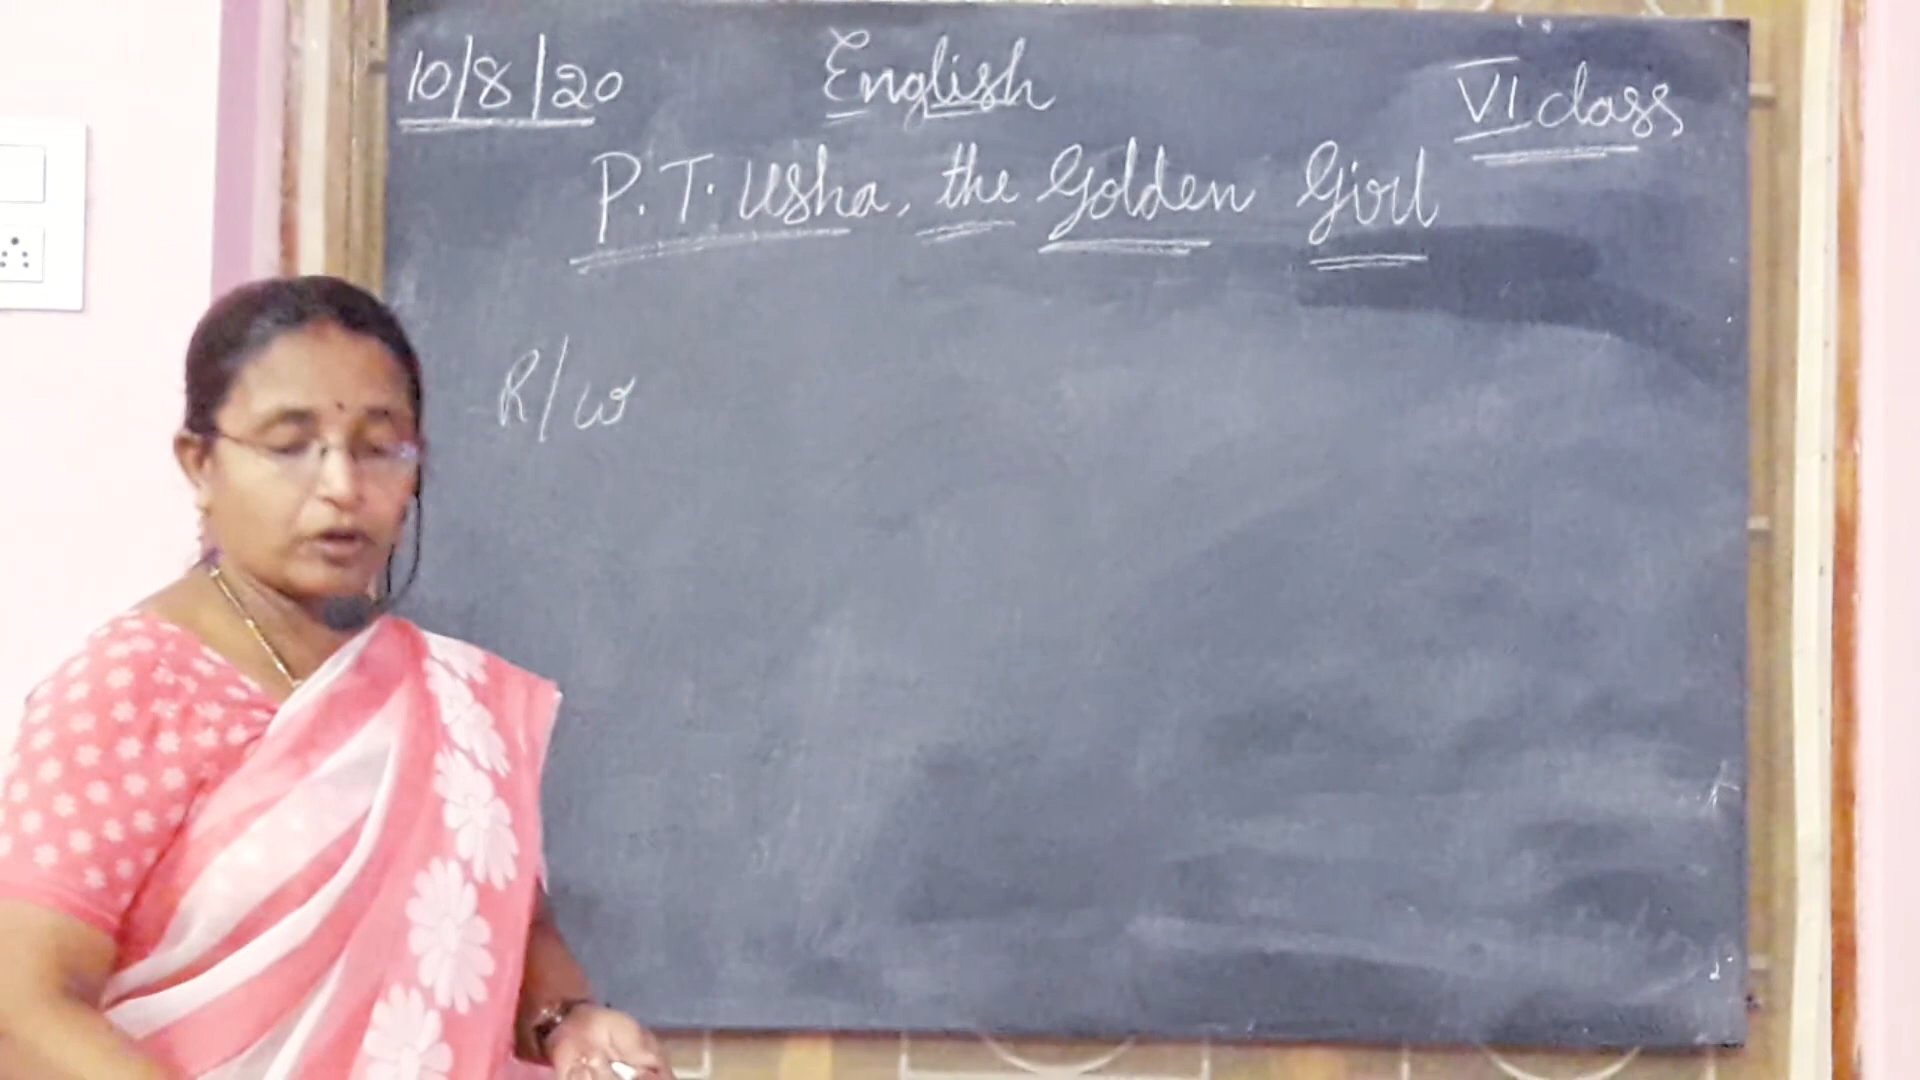 10/8/20 English VI class
P.T. Usha, the Golden Girl
R/w